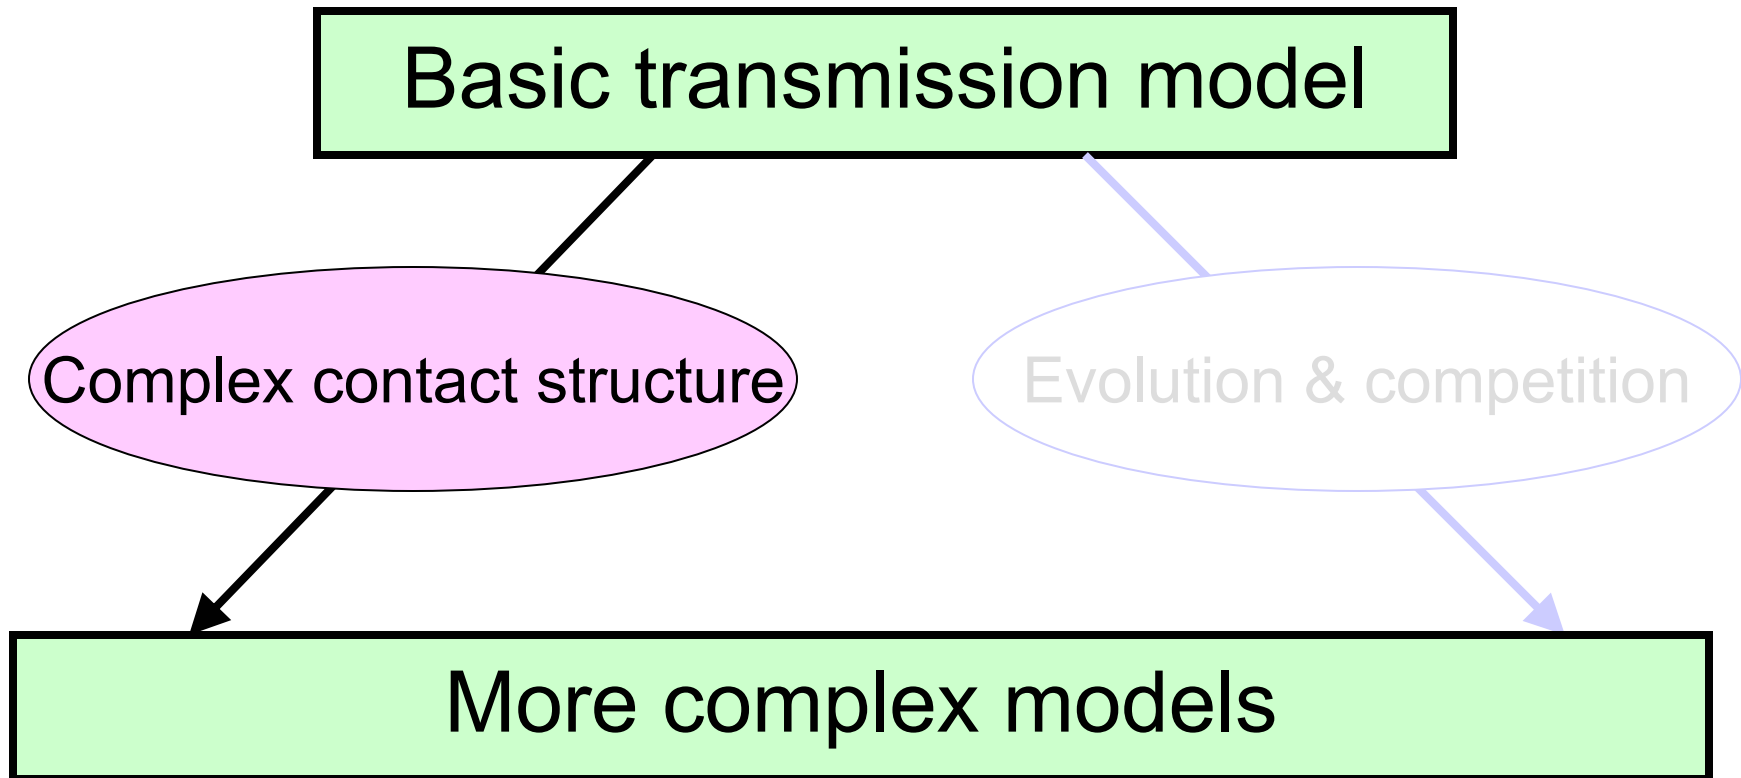 Basic transmission model
Complex contact structure
Evolution & competition
More complex models